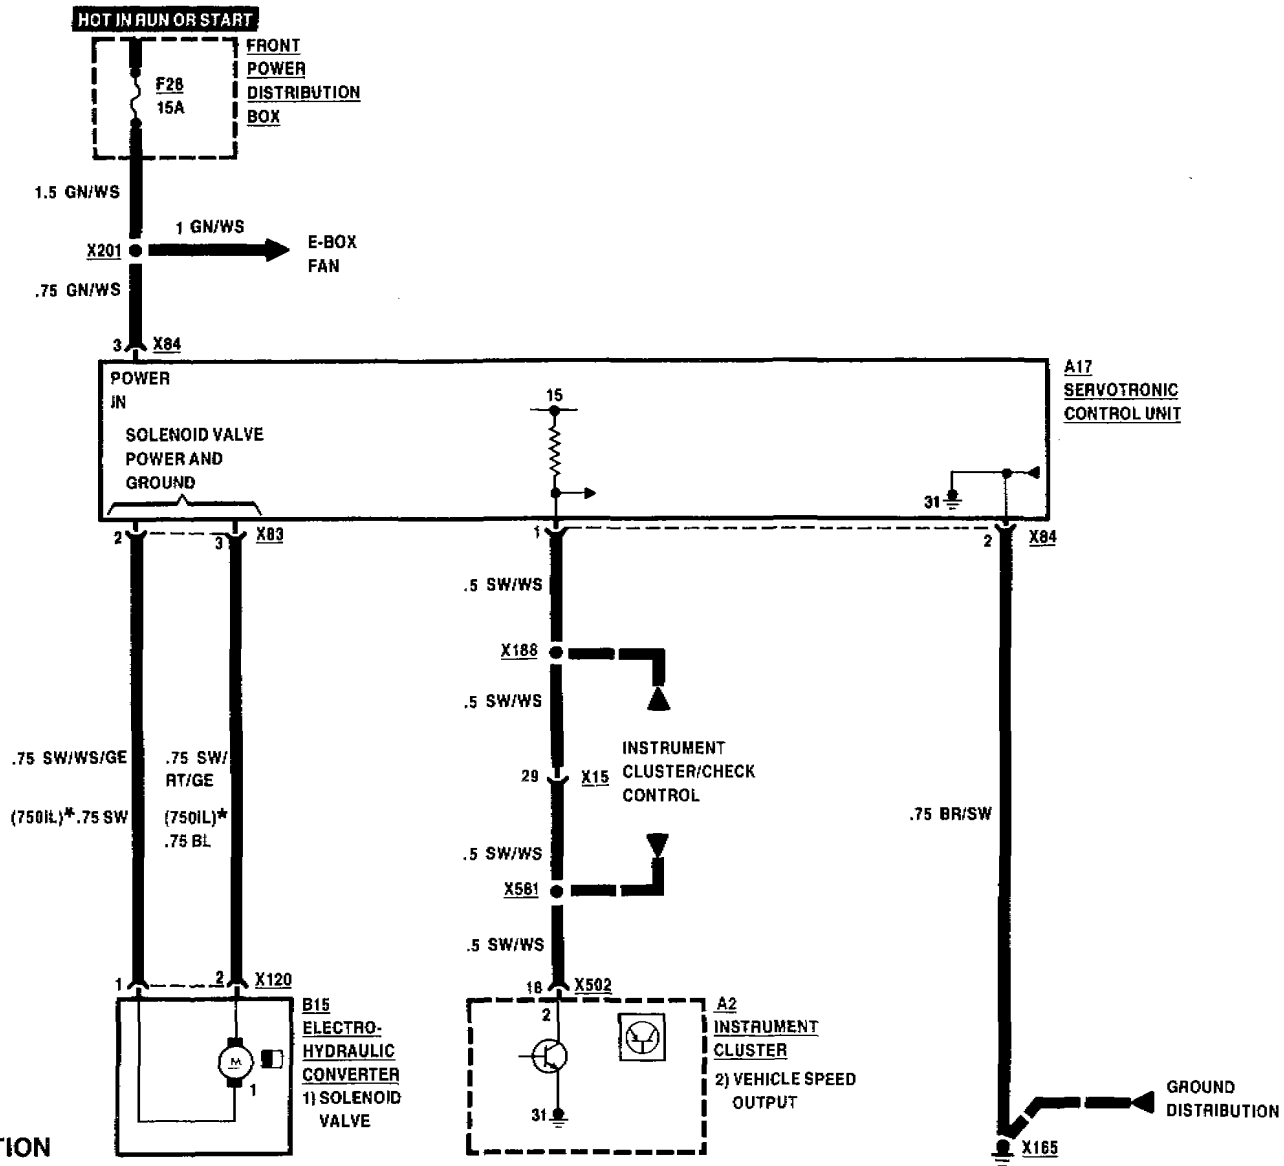 HOT IN RUN OR START
FRONT
POWER
DISTRIBUTION
BOX
F28
15A
1.5 GN/WS
1 GN/WS
X201
E-BOX
FAN
.75 GN/WS
3
X84
POWER
IN
SOLENOID VALVE
POWER AND
GROUND
15
31
A17
SERVOTRONIC
CONTROL UNIT
2
3
X83
1
2
X84
.5 SW/WS
X188
.5 SW/WS
INSTRUMENT
CLUSTER/CHECK
CONTROL
29
X15
.75 SW/WS/GE
.75 SW/
RT/GE
(750IL)*.75 SW
(750IL)*
.75 BL
.75 BR/SW
.5 SW/WS
X581
.5 SW/WS
1
2
X120
18
X502
B15
ELECTRO-
HYDRAULIC
CONVERTER
1) SOLENOID
VALVE
M
1
2
31
A2
INSTRUMENT
CLUSTER
2) VEHICLE SPEED
OUTPUT
GROUND
DISTRIBUTION
X165
TION